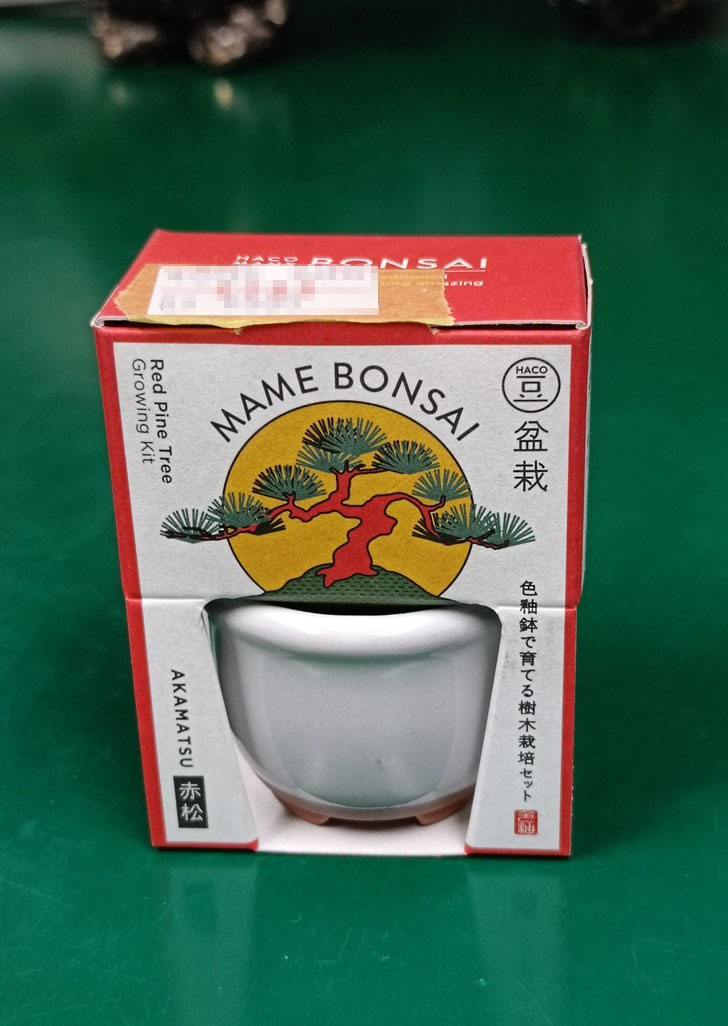 HACO
BONSAI
MAME BONSAI
Red Pine Tree
Growing Kit
HACO
豆
盆栽
色釉鉢で育てる樹木栽培セット
AKAMATSU
赤松